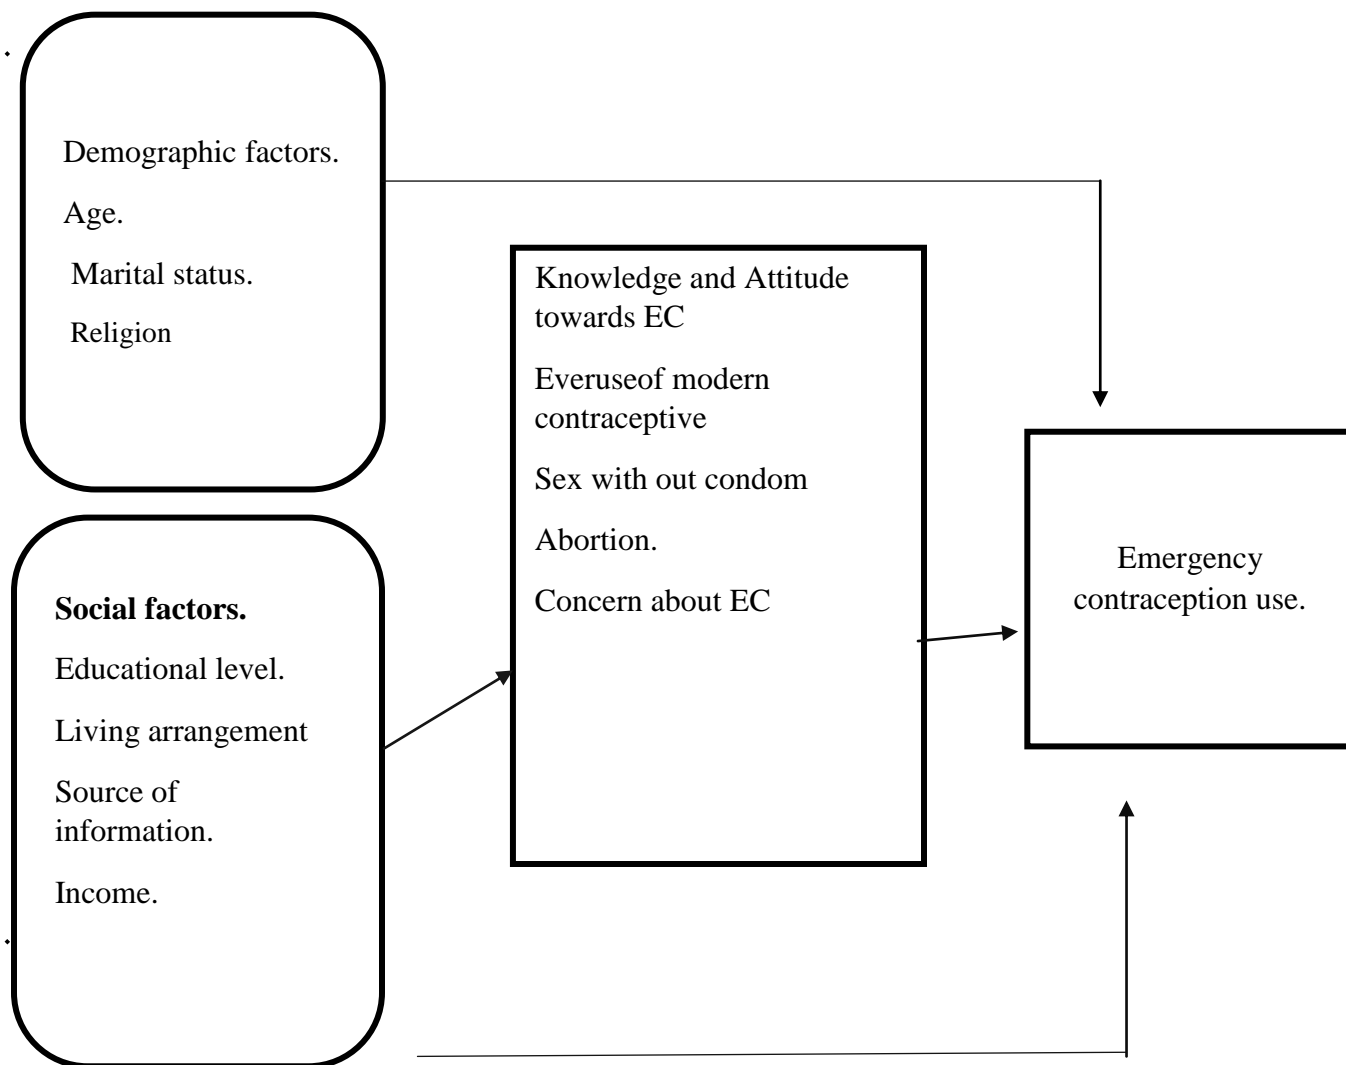 Demographic factors.
Age.
Marital status.
Religion
Knowledge and Attitude
towards EC
Everuseof modern
contraceptive
Sex with out condom
Abortion.
Concern about EC
Emergency
contraception use.
Social factors.
Educational level.
Living arrangement
Source of
information.
Income.